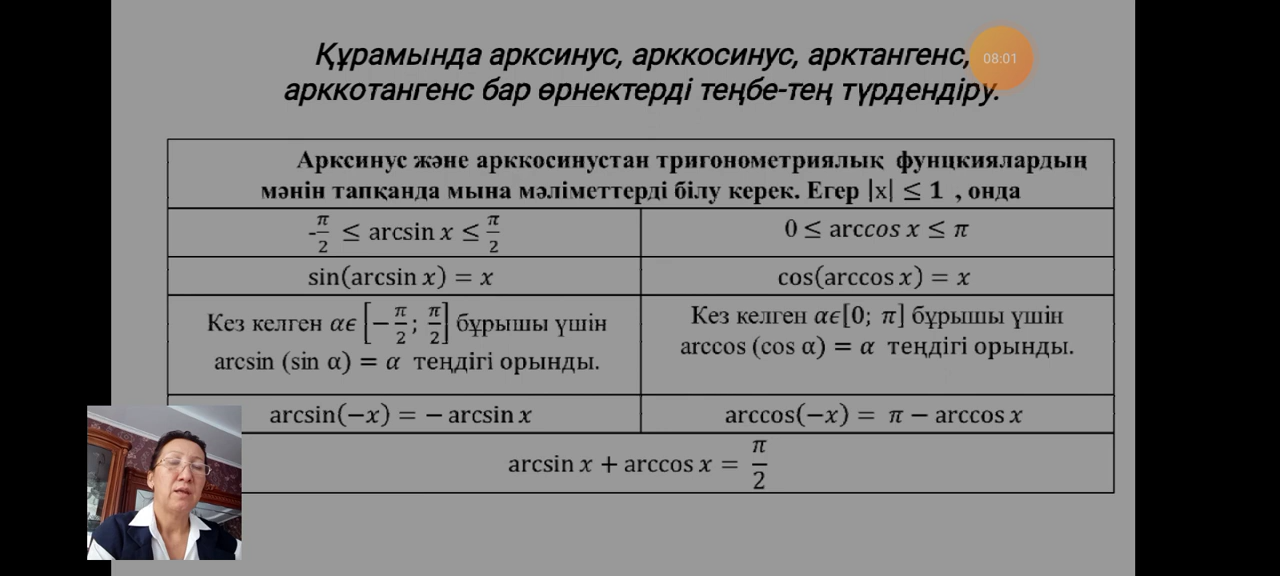 Құрамында арксинус, арккосинус, арктангенс,
08:01
арккотангенс бар өрнектерді теңбе-тең түрдендіру.
Арксинус және арккосинустан тригонометриялық фунцкиялардың
мәнін тапқанда мына мәліметтерді білу керек. Егер |x| ≤ 1 , онда
-π/2 ≤ arcsin x ≤ π/2
0 ≤ arccos x ≤ π
sin(arcsin x) = x
cos(arccos x) = x
Кез келген αϵ[−π/2; π/2] бұрышы үшін
arcsin (sin α) = α теңдігі орынды.
Кез келген αϵ[0; π] бұрышы үшін
arccos (cos α) = α теңдігі орынды.
arcsin(−x) = − arcsin x
arccos(−x) = π − arccos x
arcsin x + arccos x = π/2